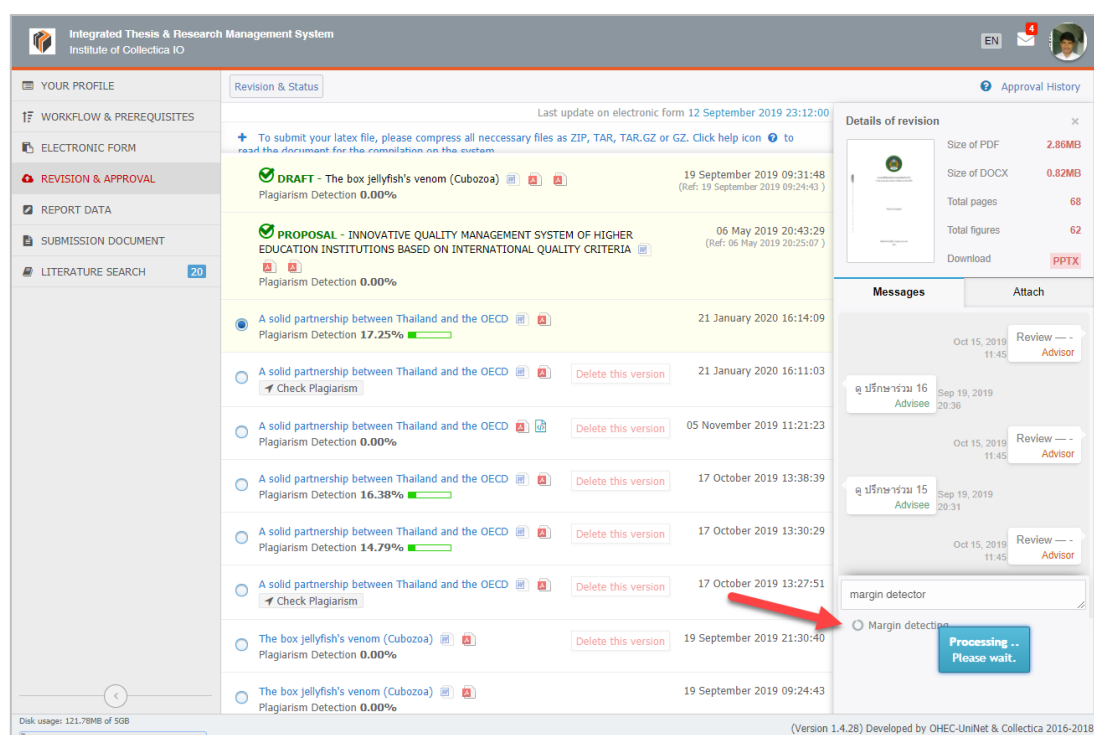 Integrated Thesis & Research Management System
Institute of Collectica IO
EN
4
YOUR PROFILE
WORKFLOW & PREREQUISITES
ELECTRONIC FORM
REVISION & APPROVAL
REPORT DATA
SUBMISSION DOCUMENT
LITERATURE SEARCH 20
Disk usage: 121.78MB of 5GB
Revision & Status
Approval History
Last update on electronic form 12 September 2019 23:12:00
To submit your latex file, please compress all neccessary files as ZIP, TAR, TAR.GZ or GZ. Click help icon to
read the document for the compilation on the system
DRAFT - The box jellyfish's venom (Cubozoa)
19 September 2019 09:31:48
(Ref: 19 September 2019 09:24:43 )
Plagiarism Detection 0.00%
PROPOSAL - INNOVATIVE QUALITY MANAGEMENT SYSTEM OF HIGHER
EDUCATION INSTITUTIONS BASED ON INTERNATIONAL QUALITY CRITERIA
06 May 2019 20:43:29
(Ref: 06 May 2019 20:25:07 )
Plagiarism Detection 0.00%
A solid partnership between Thailand and the OECD
21 January 2020 16:14:09
Plagiarism Detection 17.25%
A solid partnership between Thailand and the OECD
Delete this version
21 January 2020 16:11:03
Check Plagiarism
A solid partnership between Thailand and the OECD
Delete this version
05 November 2019 11:21:23
Plagiarism Detection 0.00%
A solid partnership between Thailand and the OECD
Delete this version
17 October 2019 13:38:39
Plagiarism Detection 16.38%
A solid partnership between Thailand and the OECD
Delete this version
17 October 2019 13:30:29
Plagiarism Detection 14.79%
A solid partnership between Thailand and the OECD
Delete this version
17 October 2019 13:27:51
Check Plagiarism
The box jellyfish's venom (Cubozoa)
Delete this version
19 September 2019 21:30:40
Plagiarism Detection 0.00%
The box jellyfish's venom (Cubozoa)
19 September 2019 09:24:43
Plagiarism Detection 0.00%
Details of revision ×
Size of PDF 2.86MB
Size of DOCX 0.82MB
Total pages 68
Total figures 62
Download PPTX
Messages
Attach
Oct 15, 2019
11:45
Review — -
Advisor
ดู ปรึกษาร่วม 16
Advisee
Sep 19, 2019
20:36
Oct 15, 2019
11:45
Review — -
Advisor
ดู ปรึกษาร่วม 15
Advisee
Sep 19, 2019
20:31
Oct 15, 2019
11:45
Review — -
Advisor
margin detector
Margin detecting
Processing ..
Please wait.
(Version 1.4.28) Developed by OHEC-UniNet & Collectica 2016-2018